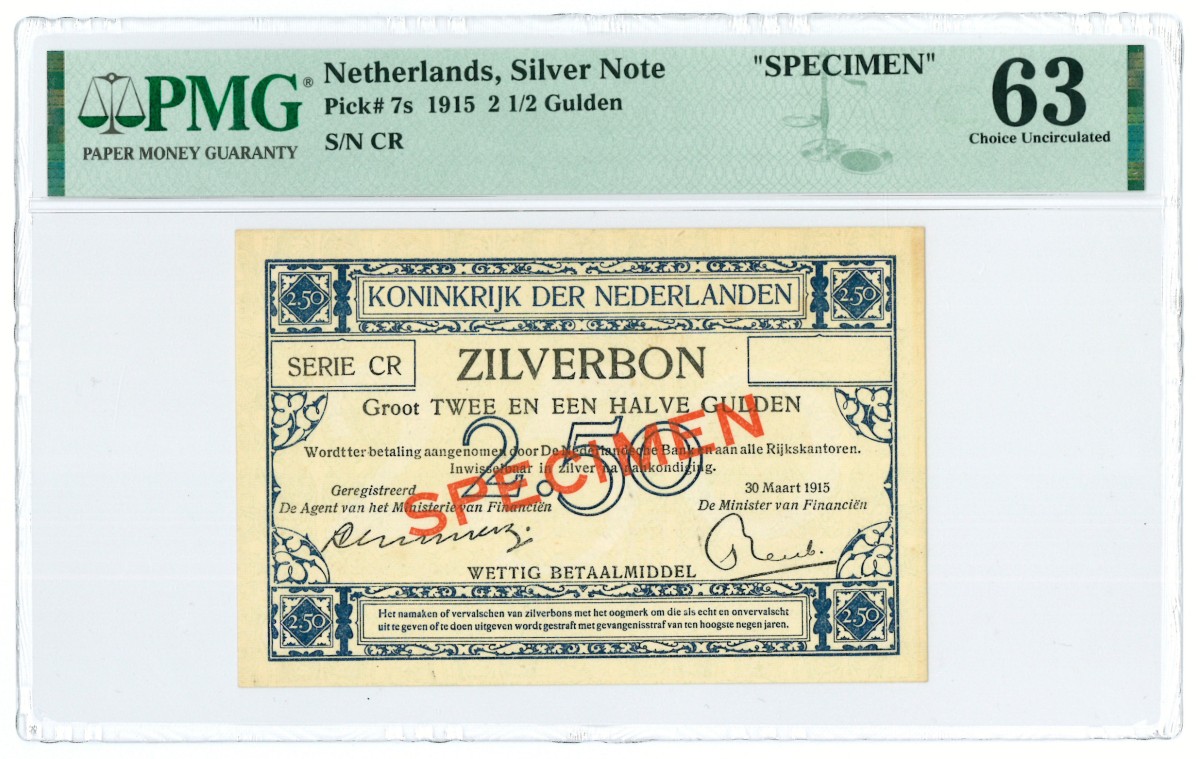 PMG®
PAPER MONEY GUARANTY
Netherlands, Silver Note
Pick# 7s 1915 2 1/2 Gulden
S/N CR
"SPECIMEN"
63
Choice Uncirculated
2.50
KONINKRIJK DER NEDERLANDEN
2.50
SERIE CR
ZILVERBON
Groot TWEE EN EEN HALVE GULDEN
2.50
SPECIMEN
Wordt ter betaling aangenomen door De Nederlandsche Bank en aan alle Rijkskantoren.
Inwisselbaar in zilver na aankondiging.
Geregistreerd
De Agent van het Ministerie van Financiën
30 Maart 1915
De Minister van Financiën
WETTIG BETAALMIDDEL
2.50
Het namaken of vervalschen van zilverbons met het oogmerk om die als echt en onvervalscht
uit te geven of te doen uitgeven wordt gestraft met gevangenisstraf van ten hoogste negen jaren.
2.50